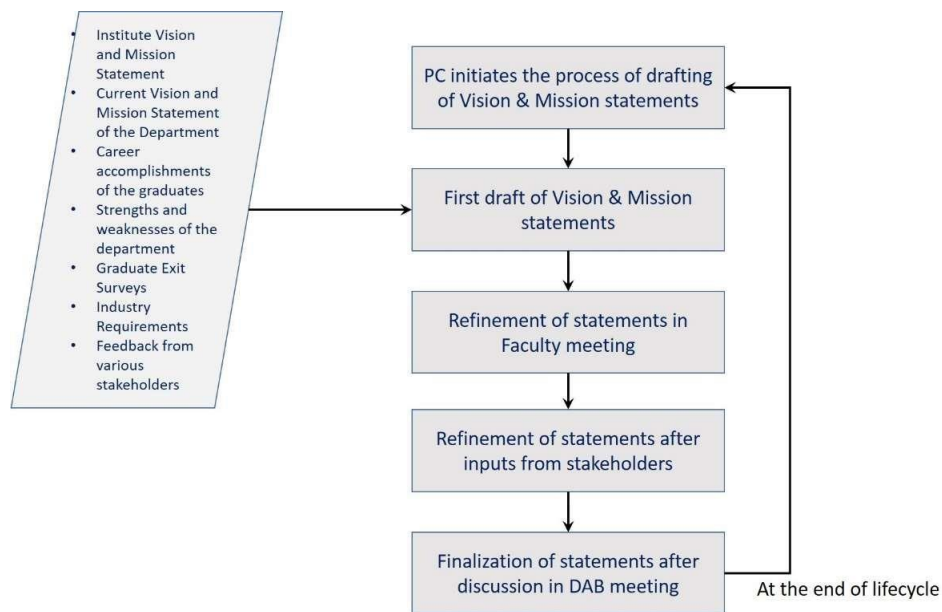 • Institute Vision
and Mission
Statement
• Current Vision and
Mission Statement
of the Department
• Career
accomplishments
of the graduates
• Strengths and
weaknesses of the
department
• Graduate Exit
Surveys
• Industry
Requirements
• Feedback from
various
stakeholders
PC initiates the process of drafting
of Vision & Mission statements
First draft of Vision & Mission
statements
Refinement of statements in
Faculty meeting
Refinement of statements after
inputs from stakeholders
Finalization of statements after
discussion in DAB meeting
At the end of lifecycle